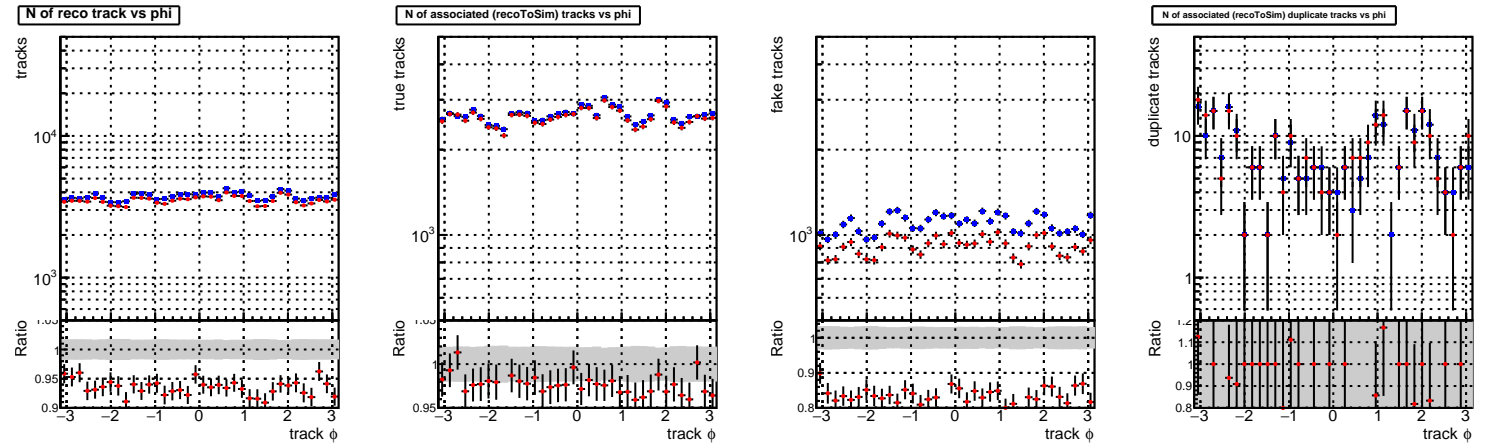 N of reco track vs phi
tracks
10^4
10^3
Ratio
1.05
1
0.95
0.9
−3 −2 −1 0 1 2 3
track ϕ
N of associated (recoToSim) tracks vs phi
true tracks
10^3
Ratio
1.05
1
0.95
−3 −2 −1 0 1 2 3
track ϕ
fake tracks
10^3
Ratio
1
0.9
0.8
−3 −2 −1 0 1 2 3
track ϕ
N of associated (recoToSim) duplicate tracks vs phi
duplicate tracks
10
1
Ratio
1.2
1.1
1
0.9
0.8
−3 −2 −1 0 1 2 3
track ϕ